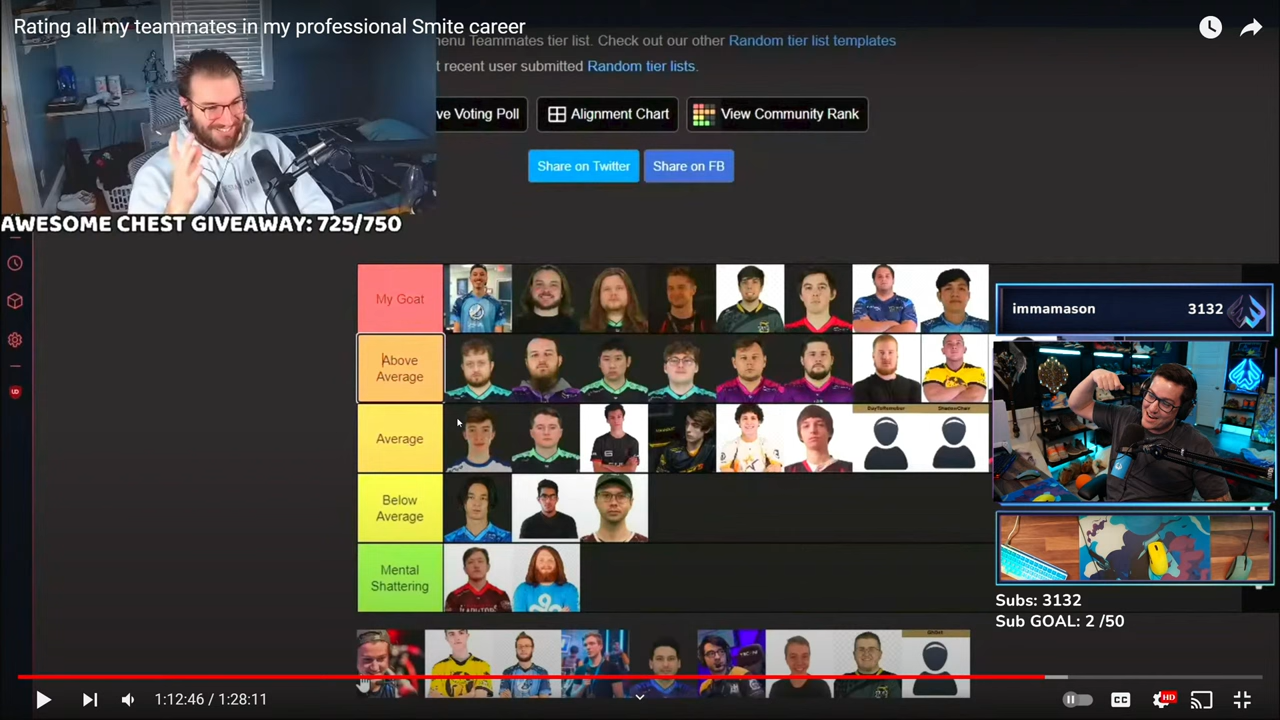 Rating all my teammates in my professional Smite career
enu Teammates tier list. Check out our other Random tier list templates
t recent user submitted Random tier lists.
ve Voting Poll
Alignment Chart
View Community Rank
Share on Twitter
Share on FB
AWESOME CHEST GIVEAWAY: 725/750
My Goat
immamason 3132
Above
Average
Average
Below
Average
Mental
Shattering
Subs: 3132
Sub GOAL: 2 /50
1:12:46 / 1:28:11
CC
HD